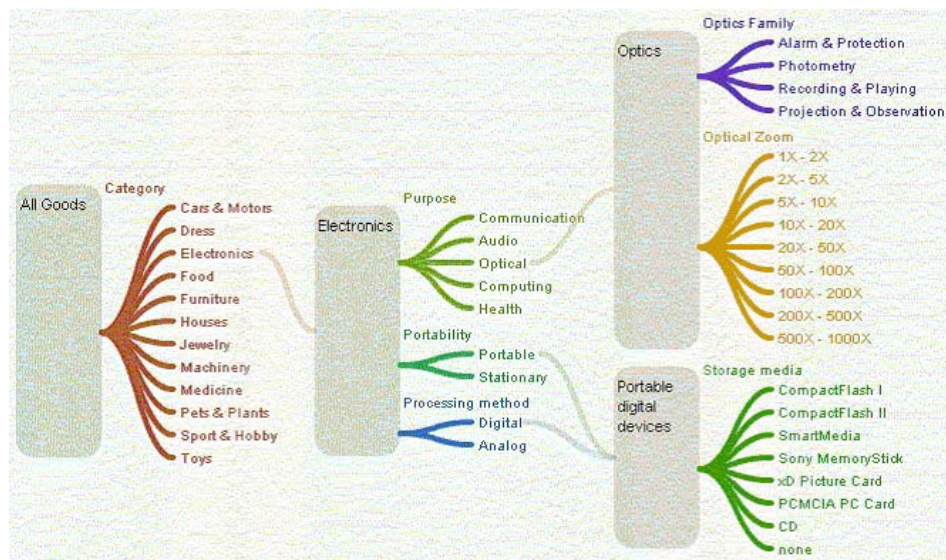 All Goods
Category
Cars & Motors
Dress
Electronics
Food
Furniture
Houses
Jewelry
Machinery
Medicine
Pets & Plants
Sport & Hobby
Toys
Electronics
Purpose
Communication
Audio
Optical
Computing
Health
Portability
Portable
Stationary
Processing method
Digital
Analog
Optics
Optics Family
Alarm & Protection
Photometry
Recording & Playing
Projection & Observation
Optical Zoom
1X - 2X
2X - 5X
5X - 10X
10X - 20X
20X - 50X
50X - 100X
100X - 200X
200X - 500X
500X - 1000X
Portable
digital
devices
Storage media
CompactFlash I
CompactFlash II
SmartMedia
Sony MemoryStick
xD Picture Card
PCMCIA PC Card
CD
none